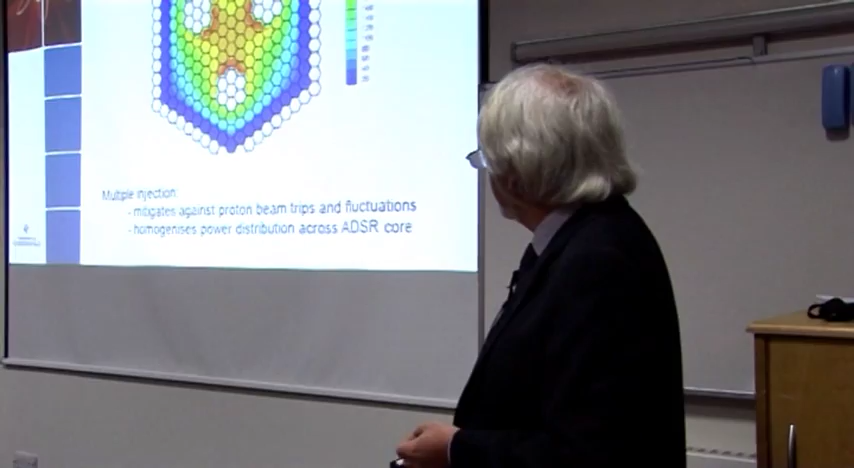 Multiple injection:
- mitigates against proton beam trips and fluctuations
- homogenises power distribution across ADSR core